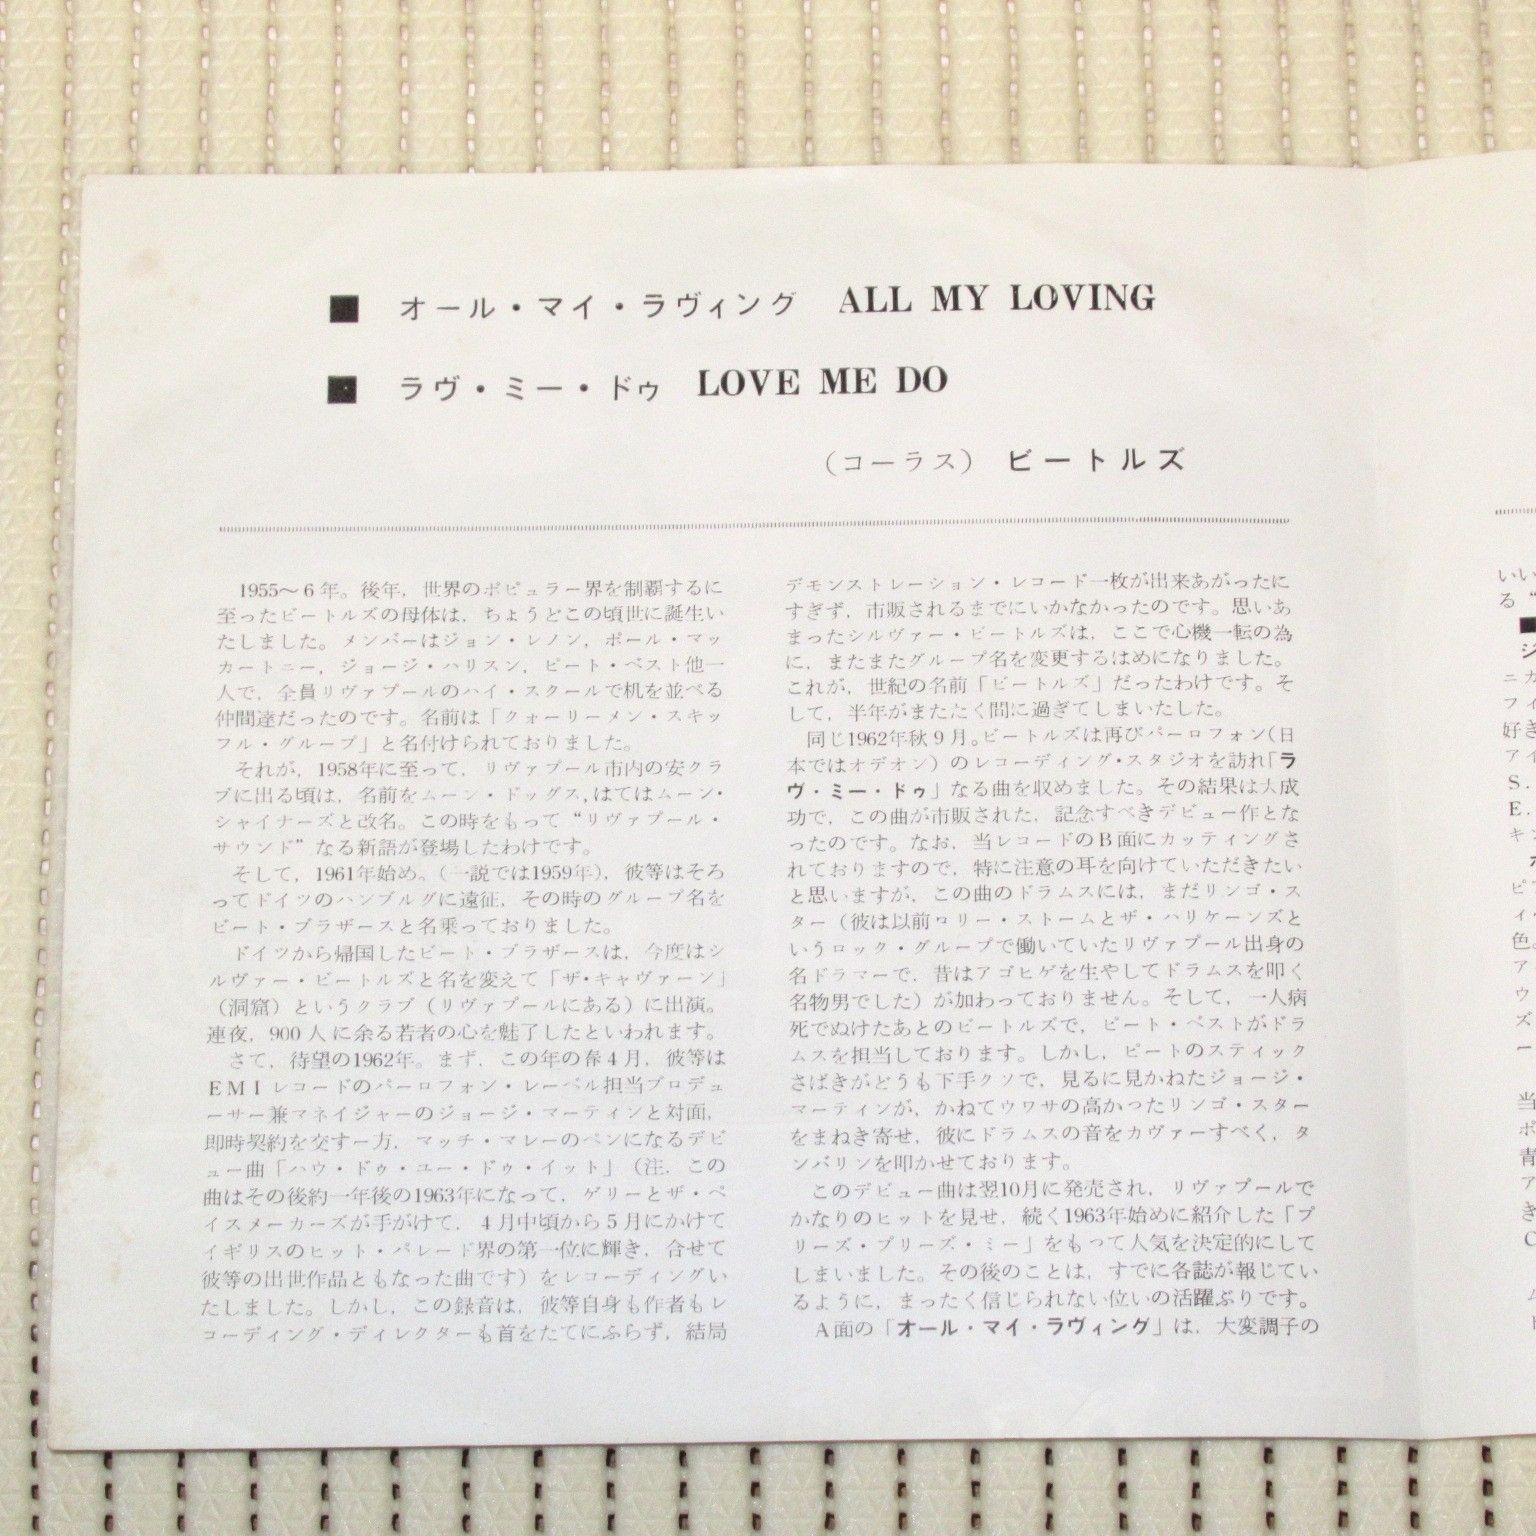 ■ オール・マイ・ラヴィング ALL MY LOVING
■ ラヴ・ミー・ドゥ LOVE ME DO
(コーラス) ビートルズ
1955〜6年。後年,世界のポピュラー界を制覇するに
至ったビートルズの母体は,ちょうどこの頃世に誕生い
たしました。メンバーはジョン・レノン,ポール・マッ
カートニー,ジョージ・ハリスン,ピート・ベスト他一
人で,全員リヴァプールのハイ・スクールで机を並べる
仲間達だったのです。名前は「クォーリーメン・スキッ
フル・グループ」と名付けられておりました。
それが,1958年に至って,リヴァプール市内の安クラ
ブに出る頃は,名前をムーン・ドッグス,はてはムーン・
シャイナーズと改名。この時をもって“リヴァプール・
サウンド”なる新語が登場したわけです。
そして,1961年始め。(一説では1959年),彼等はそろ
ってドイツのハンブルグに遠征,その時のグループ名を
ビート・ブラザースと名乗っておりました。
ドイツから帰国したビート・ブラザースは,今度はシ
ルヴァー・ビートルズと名を変えて「ザ・キャヴァーン」
(洞窟)というクラブ(リヴァプールにある)に出演。
連夜,900人に余る若者の心を魅了したといわれます。
さて,待望の1962年。まず,この年の春4月,彼等は
EMIレコードのパーロフォン・レーベル担当プロデュ
ーサー兼マネイジャーのジョージ・マーティンと対面,
即時契約を交す一方,マッチ・マレーのペンになるデビ
ュー曲「ハウ・ドゥ・ユー・ドゥ・イット」(注,この
曲はその後約一年後の1963年になって,ゲリーとザ・ペ
イスメーカーズが手がけて,4月中頃から5月にかけて
イギリスのヒット・パレード界の第一位に輝き,合せて
彼等の出世作品ともなった曲です)をレコーディングい
たしました。しかし,この録音は,彼等自身も作者もレ
コーディング・ディレクターも首をたてにふらず,結局
デモンストレーション・レコード一枚が出来あがったに
すぎず,市販されるまでにいかなかったのです。思いあ
まったシルヴァー・ビートルズは,ここで心機一転の為
に,またまたグループ名を変更するはめになりました。
これが,世紀の名前「ビートルズ」だったわけです。そ
して,半年がまたたく間に過ぎてしまいたした。
同じ1962年秋9月。ビートルズは再びパーロフォン(日
本ではオデオン)のレコーディング・スタジオを訪れ「ラ
ヴ・ミー・ドゥ」なる曲を収めました。その結果は大成
功で,この曲が市販された,記念すべきデビュー作とな
ったのです。なお,当レコードのB面にカッティングさ
れておりますので,特に注意の耳を向けていただきたい
と思いますが,この曲のドラムスには,まだリンゴ・ス
ター(彼は以前ロリー・ストームとザ・ハリケーンズと
いうロック・グループで働いていたリヴァプール出身の
名ドラマーで,昔はアゴヒゲを生やしてドラムスを叩く
名物男でした)が加わっておりません。そして,一人病
死でぬけたあとのビートルズで,ピート・ベストがドラ
ムスを担当しております。しかし,ピートのスティック
さばきがどうも下手クソで,見るに見かねたジョージ・
マーティンが,かねてウワサの高かったリンゴ・スター
をまねき寄せ,彼にドラムスの音をカヴァーすべく,タ
ンバリンを叩かせております。
このデビュー曲は翌10月に発売され,リヴァプールで
かなりのヒットを見せ,続く1963年始めに紹介した「プ
リーズ・プリーズ・ミー」をもつて人気を決定的にして
しまいました。その後のことは,すでに各誌が報じてい
るように,まったく信じられない位いの活躍ぶりです。
A面の「オール・マイ・ラヴィング」は,大変調子の
いい
る“
■
ジ
ニカ
フィ
好き
アイ
S.
E.
キン
ピ
イ
色。
ア
ウ
ズ
ー
当
ポ
青
ア
き
C